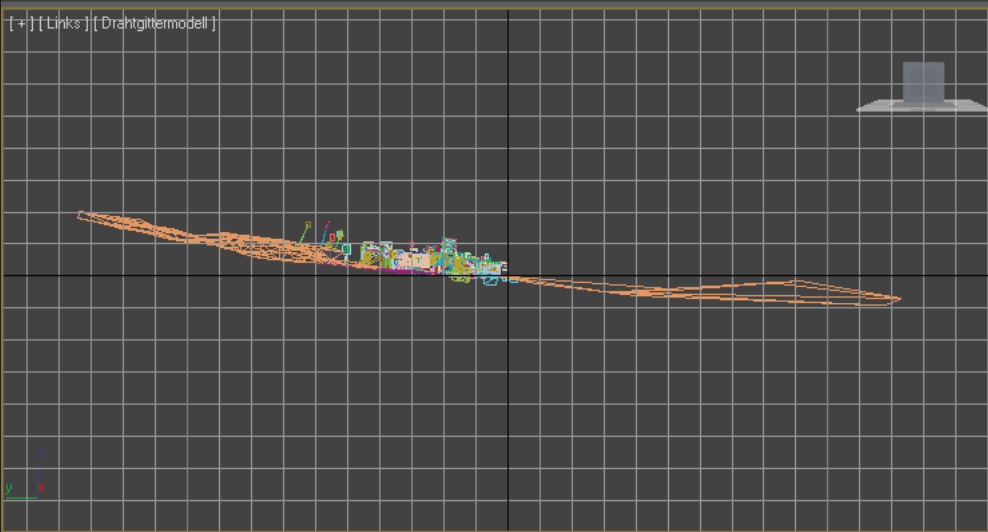 [ + ] [ Links ] [ Drahtgittermodell ]
z
y x